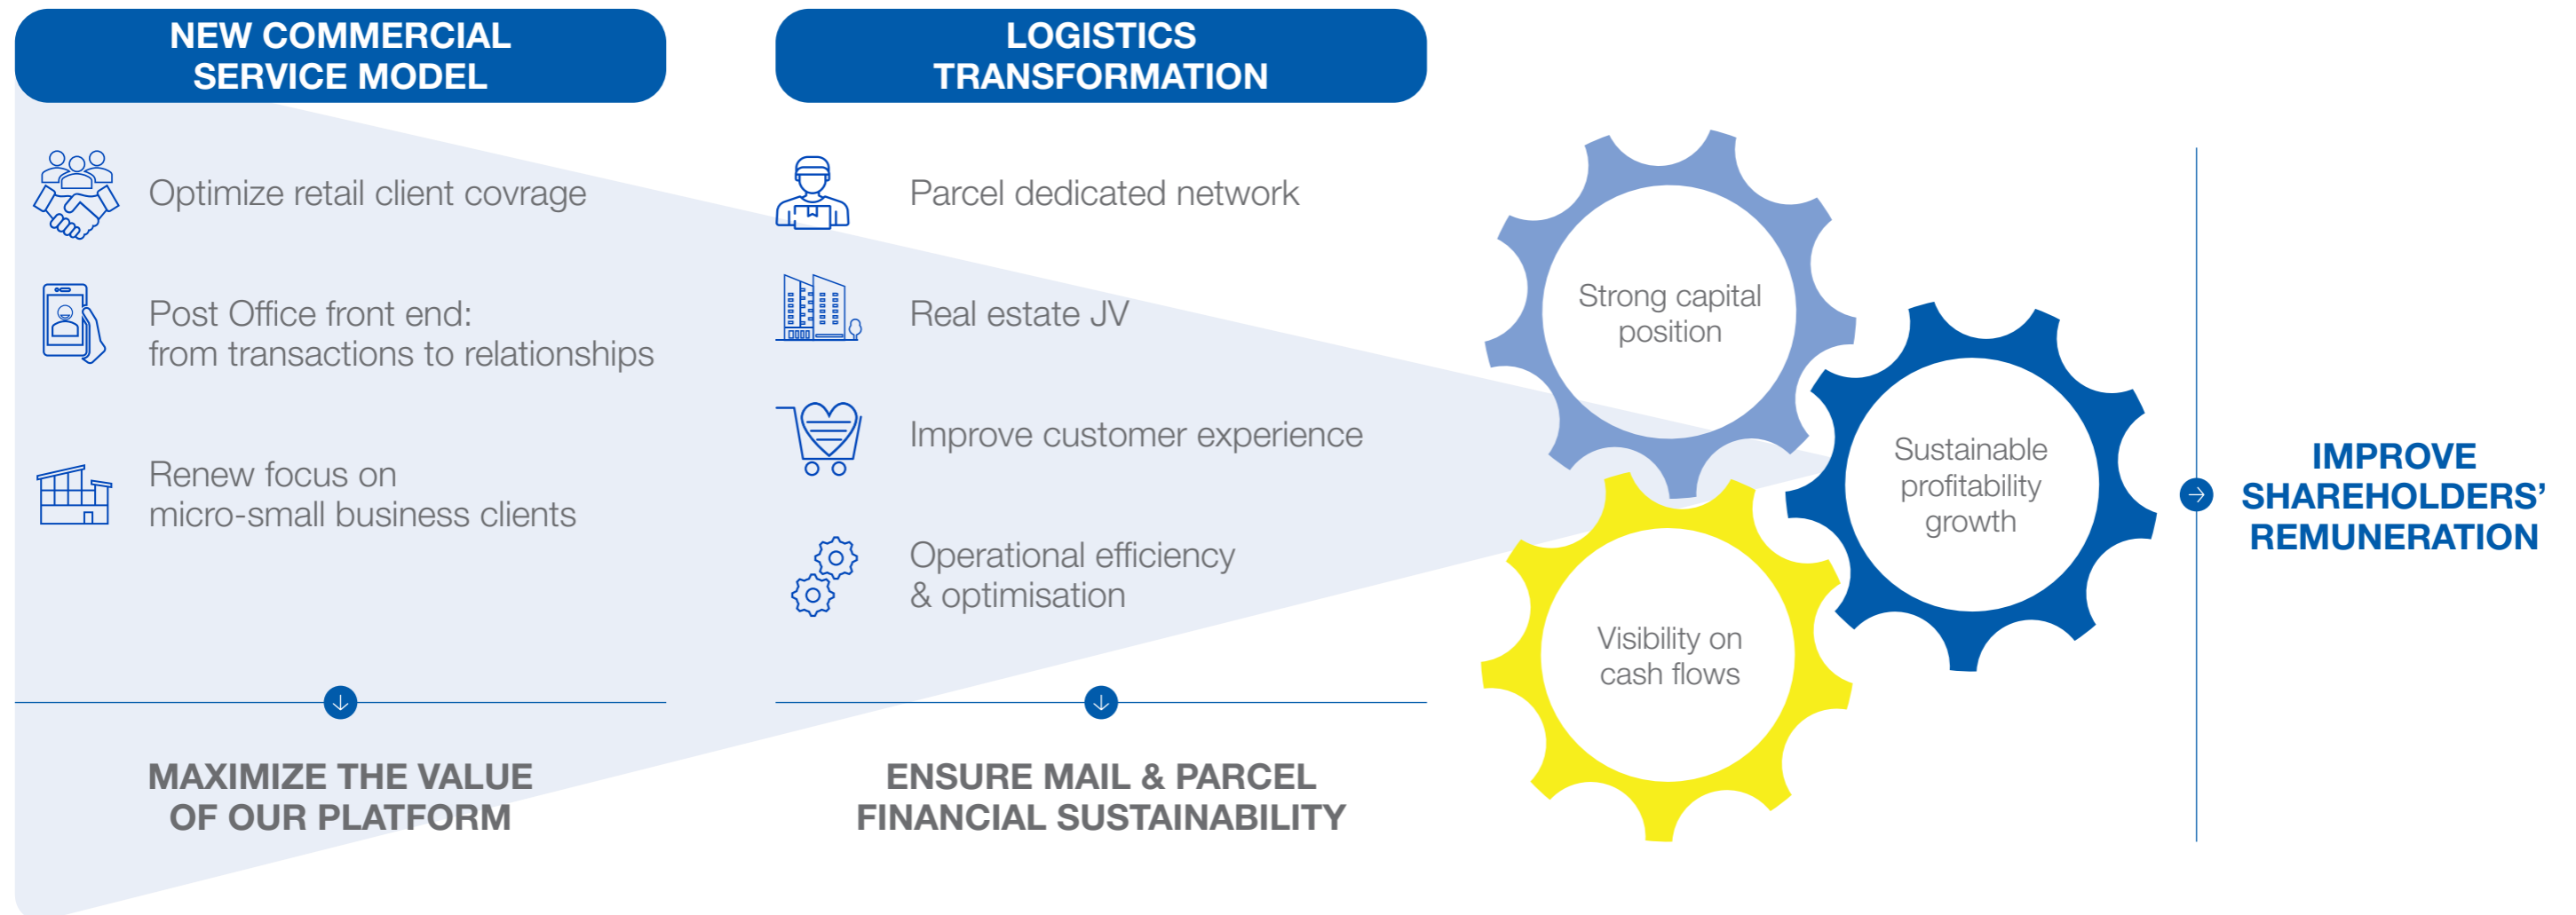 NEW COMMERCIAL
SERVICE MODEL
Optimize retail client covrage
Post Office front end:
from transactions to relationships
Renew focus on
micro-small business clients
MAXIMIZE THE VALUE
OF OUR PLATFORM
LOGISTICS
TRANSFORMATION
Parcel dedicated network
Real estate JV
Improve customer experience
Operational efficiency
& optimisation
ENSURE MAIL & PARCEL
FINANCIAL SUSTAINABILITY
Strong capital
position
Sustainable
profitability
growth
Visibility on
cash flows
IMPROVE
SHAREHOLDERS’
REMUNERATION